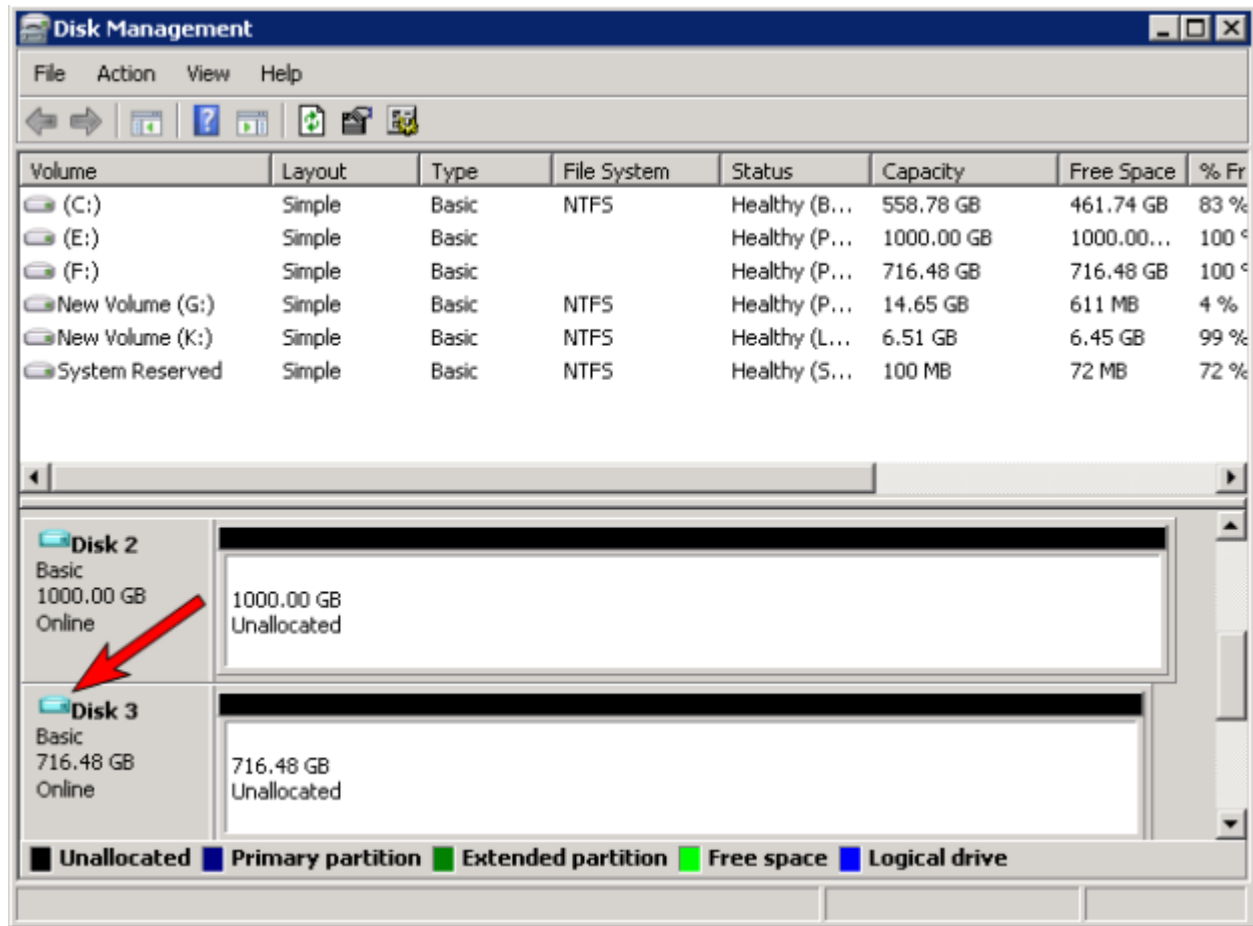 Disk Management
File Action View Help
Volume Layout Type File System Status Capacity Free Space % Fr
(C:) Simple Basic NTFS Healthy (B... 558.78 GB 461.74 GB 83 %
(E:) Simple Basic Healthy (P... 1000.00 GB 1000.00... 100 %
(F:) Simple Basic Healthy (P... 716.48 GB 716.48 GB 100 %
New Volume (G:) Simple Basic NTFS Healthy (P... 14.65 GB 611 MB 4 %
New Volume (K:) Simple Basic NTFS Healthy (L... 6.51 GB 6.45 GB 99 %
System Reserved Simple Basic NTFS Healthy (S... 100 MB 72 MB 72 %
Disk 2
Basic
1000.00 GB
Online
1000.00 GB
Unallocated
Disk 3
Basic
716.48 GB
Online
716.48 GB
Unallocated
Unallocated Primary partition Extended partition Free space Logical drive